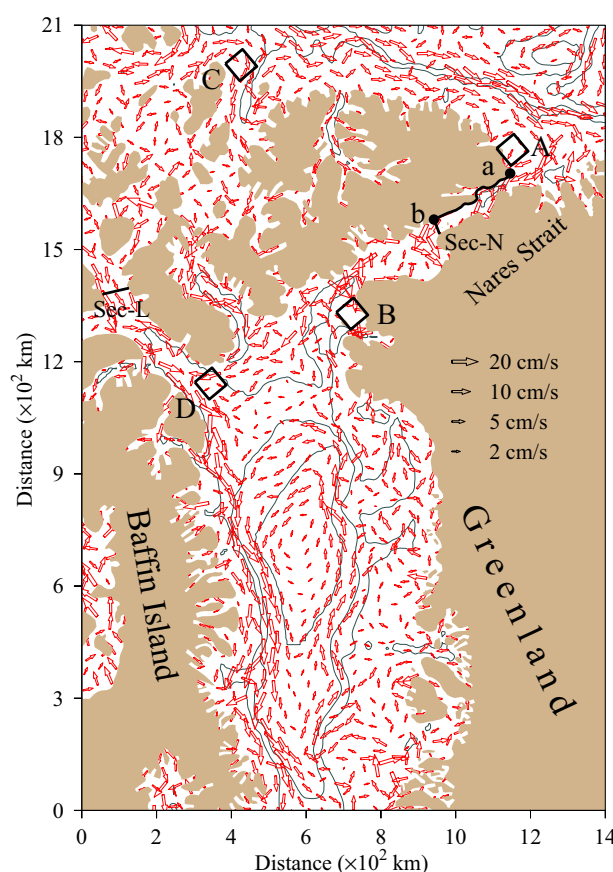 21
18
15
12
9
6
3
0
Distance (×10² km)
C
A
a
b
Sec-N
Nares Strait
Sec-L
B
D
20 cm/s
10 cm/s
5 cm/s
2 cm/s
Baffin Island
Greenland
0 2 4 6 8 10 12 14
Distance (×10² km)